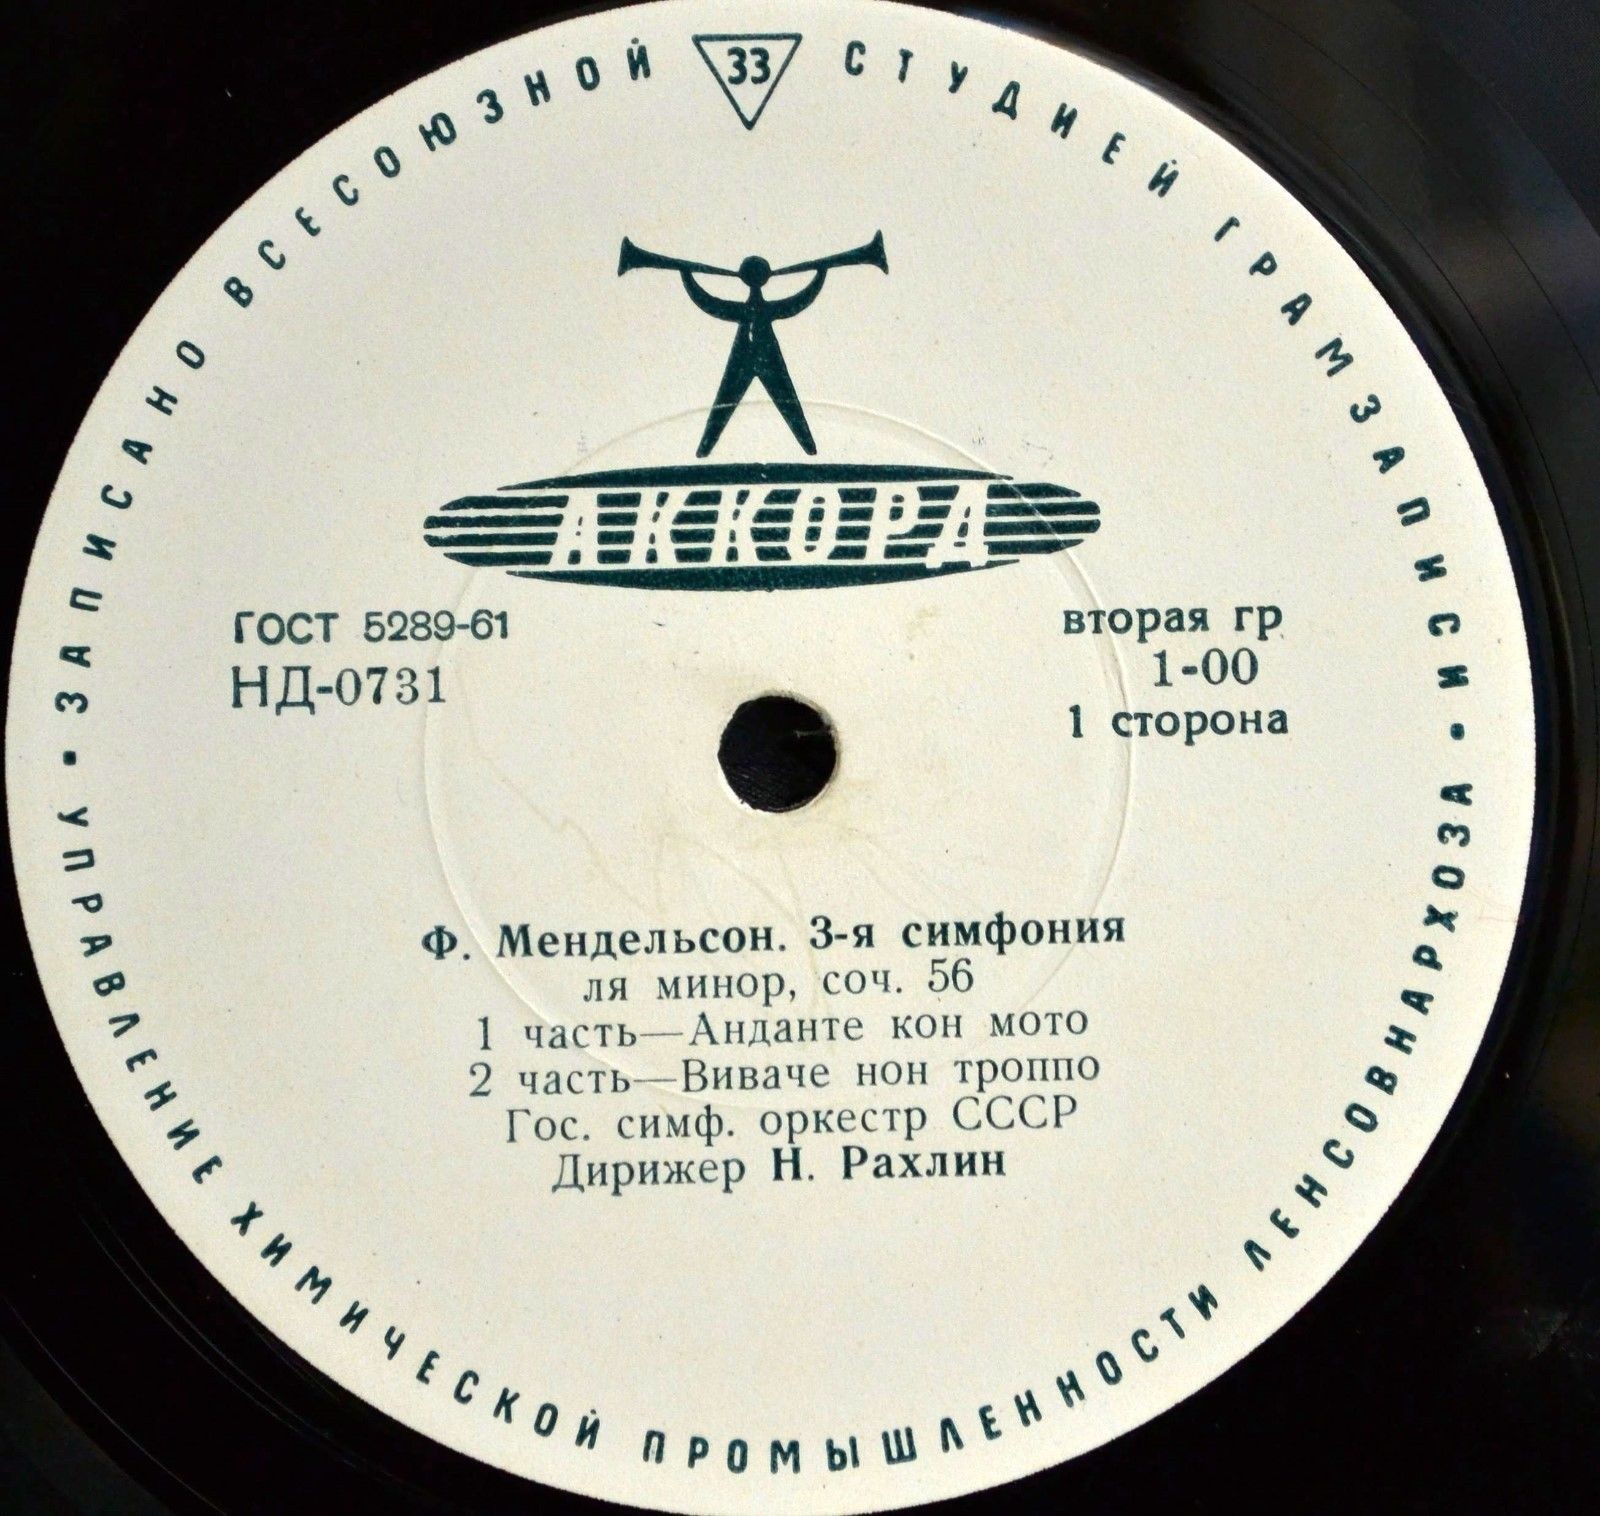 ЗАПИСАНО ВСЕСОЮЗНОЙ СТУДИЕЙ ГРАМЗАПИСИ
33
АККОРД
ГОСТ 5289-61
НД-0731
вторая гр.
1-00
1 сторона
Ф. Мендельсон. 3-я симфония
ля минор, соч. 56
1 часть—Анданте кон мото
2 часть—Виваче нон троппо
Гос. симф. оркестр СССР
Дирижер Н. Рахлин
УПРАВЛЕНИЕ ХИМИЧЕСКОЙ ПРОМЫШЛЕННОСТИ ЛЕНСОВНАРХОЗА